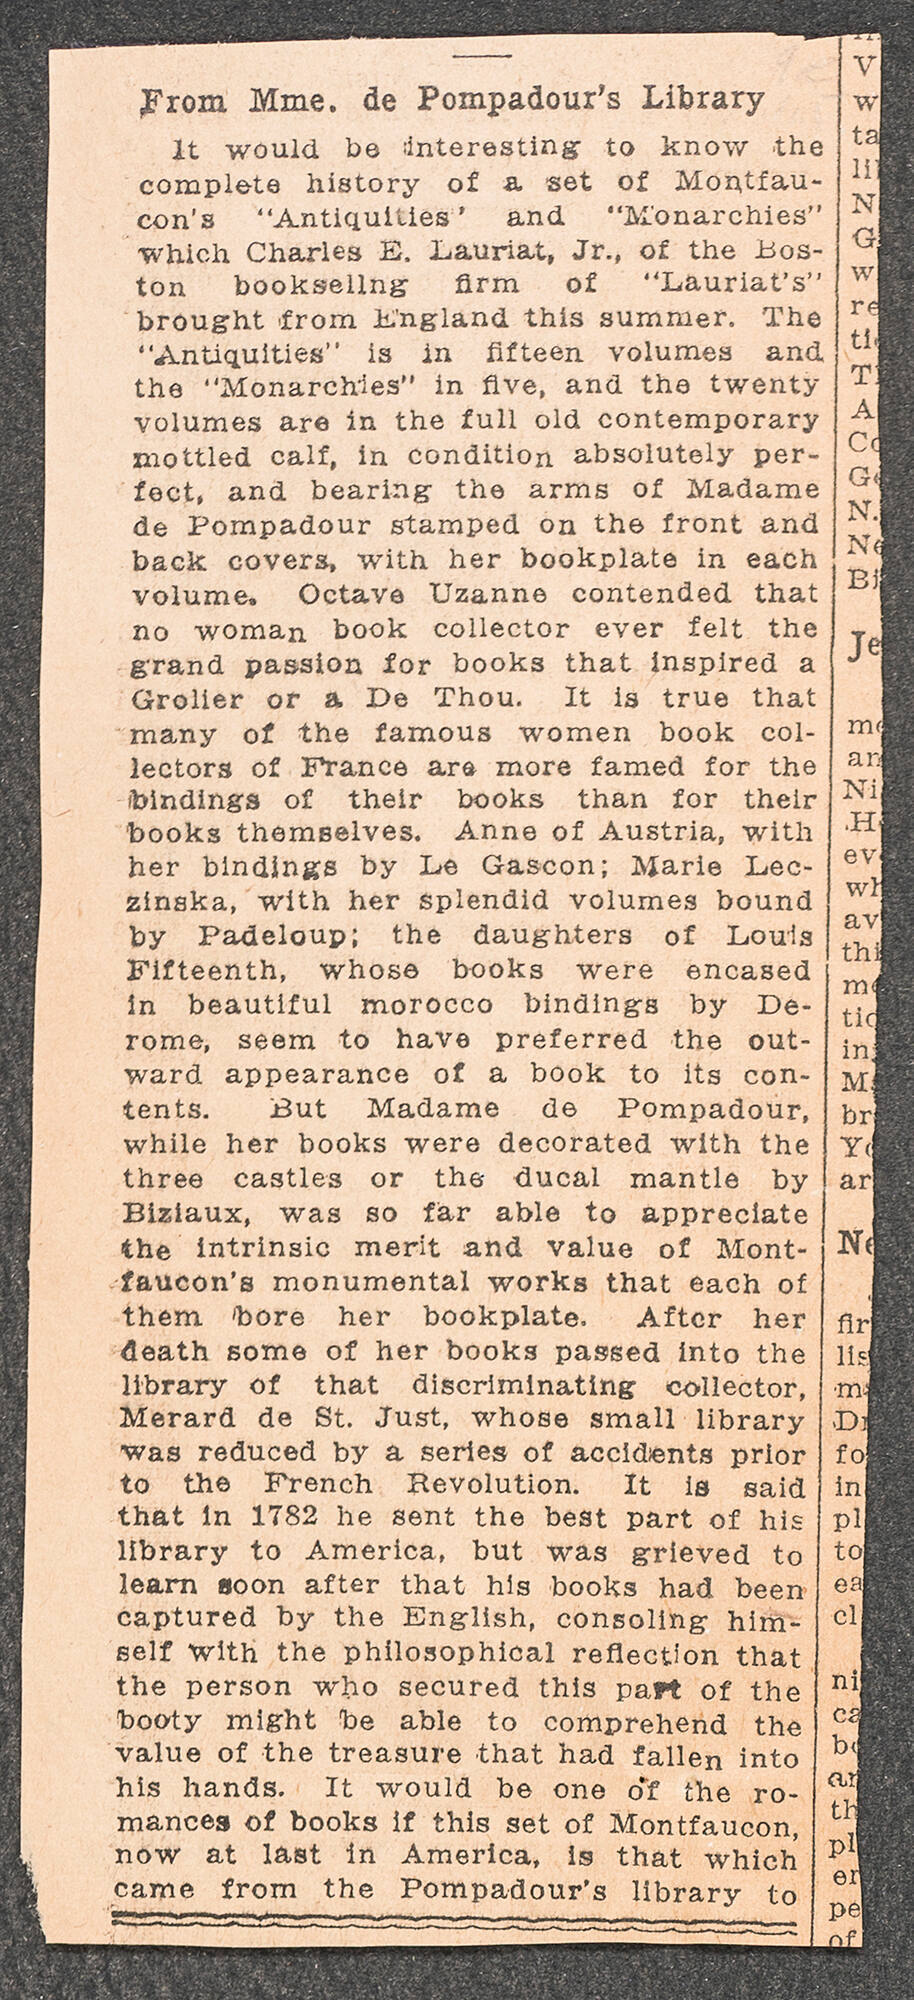 From Mme. de Pompadour's Library
It would be interesting to know the
complete history of a set of Montfau-
con's "Antiquities' and "Monarchies"
which Charles E. Lauriat, Jr., of the Bos-
ton booksellng firm of "Lauriat's"
brought from England this summer. The
"Antiquities" is in fifteen volumes and
the "Monarchies" in five, and the twenty
volumes are in the full old contemporary
mottled calf, in condition absolutely per-
fect, and bearing the arms of Madame
de Pompadour stamped on the front and
back covers, with her bookplate in each
volume. Octave Uzanne contended that
no woman book collector ever felt the
grand passion for books that inspired a
Grolier or a De Thou. It is true that
many of the famous women book col-
lectors of France are more famed for the
bindings of their books than for their
books themselves. Anne of Austria, with
her bindings by Le Gascon; Marie Lec-
zinska, with her splendid volumes bound
by Padeloup; the daughters of Louis
Fifteenth, whose books were encased
in beautiful morocco bindings by De-
rome, seem to have preferred the out-
ward appearance of a book to its con-
tents. But Madame de Pompadour,
while her books were decorated with the
three castles or the ducal mantle by
Biziaux, was so far able to appreciate
the intrinsic merit and value of Mont-
faucon's monumental works that each of
them bore her bookplate. After her
death some of her books passed into the
library of that discriminating collector,
Merard de St. Just, whose small library
was reduced by a series of accidents prior
to the French Revolution. It is said
that in 1782 he sent the best part of his
library to America, but was grieved to
learn soon after that his books had been
captured by the English, consoling him-
self with the philosophical reflection that
the person who secured this part of the
booty might be able to comprehend the
value of the treasure that had fallen into
his hands. It would be one of the ro-
mances of books if this set of Montfaucon,
now at last in America, is that which
came from the Pompadour's library to